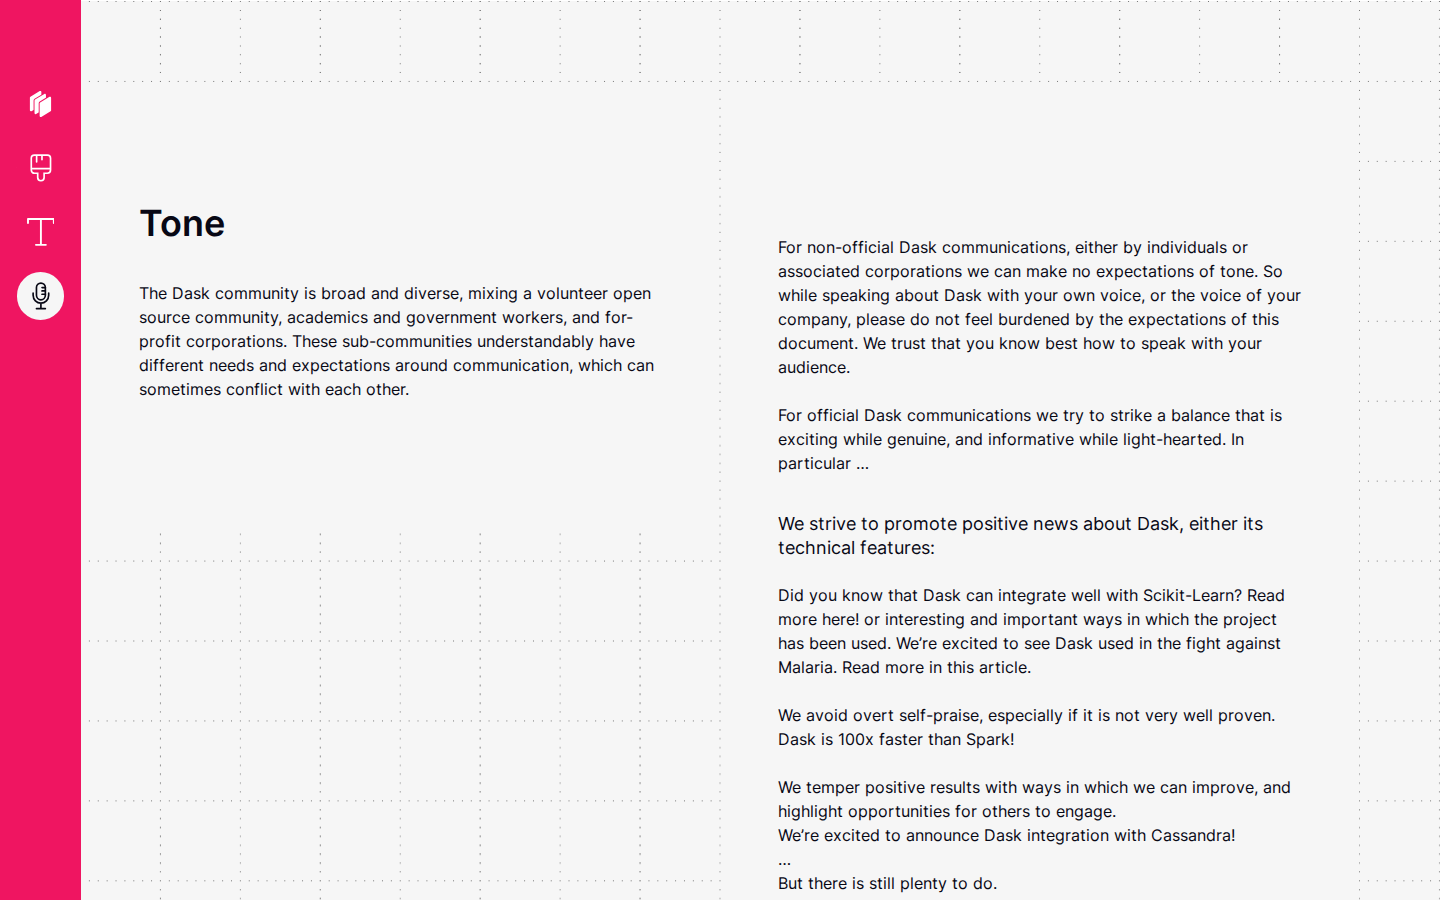 Tone
The Dask community is broad and diverse, mixing a volunteer open
source community, academics and government workers, and for-
profit corporations. These sub-communities understandably have
different needs and expectations around communication, which can
sometimes conflict with each other.
For non-official Dask communications, either by individuals or
associated corporations we can make no expectations of tone. So
while speaking about Dask with your own voice, or the voice of your
company, please do not feel burdened by the expectations of this
document. We trust that you know best how to speak with your
audience.
For official Dask communications we try to strike a balance that is
exciting while genuine, and informative while light-hearted. In
particular ...
We strive to promote positive news about Dask, either its
technical features:
Did you know that Dask can integrate well with Scikit-Learn? Read
more here! or interesting and important ways in which the project
has been used. We’re excited to see Dask used in the fight against
Malaria. Read more in this article.
We avoid overt self-praise, especially if it is not very well proven.
Dask is 100x faster than Spark!
We temper positive results with ways in which we can improve, and
highlight opportunities for others to engage.
We’re excited to announce Dask integration with Cassandra!
...
But there is still plenty to do.